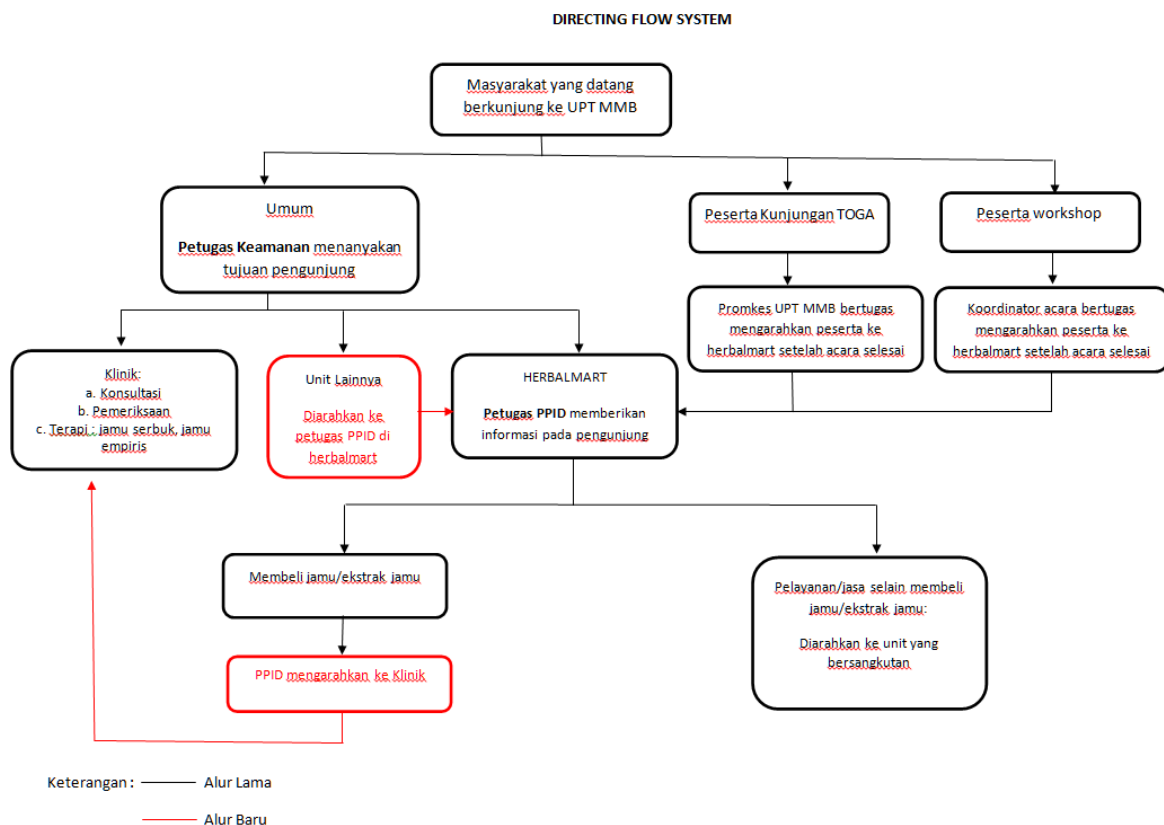 DIRECTING FLOW SYSTEM
Masyarakat yang datang
berkunjung ke UPT MMB
Umum
Petugas Keamanan menanyakan
tujuan pengunjung
Peserta Kunjungan TOGA
Peserta workshop
Promkes UPT MMB bertugas
mengarahkan peserta ke
herbalmart setelah acara selesai
Koordinator acara bertugas
mengarahkan peserta ke
herbalmart setelah acara selesai
Klinik:
a. Konsultasi
b. Pemeriksaan
c. Terapi : jamu serbuk, jamu
empiris
Unit Lainnya
Diarahkan ke
petugas PPID di
herbalmart
HERBALMART
Petugas PPID memberikan
informasi pada pengunjung
Membeli jamu/ekstrak jamu
Pelayanan/jasa selain membeli
jamu/ekstrak jamu:
Diarahkan ke unit yang
bersangkutan
PPID mengarahkan ke Klinik
Keterangan :
Alur Lama
Alur Baru